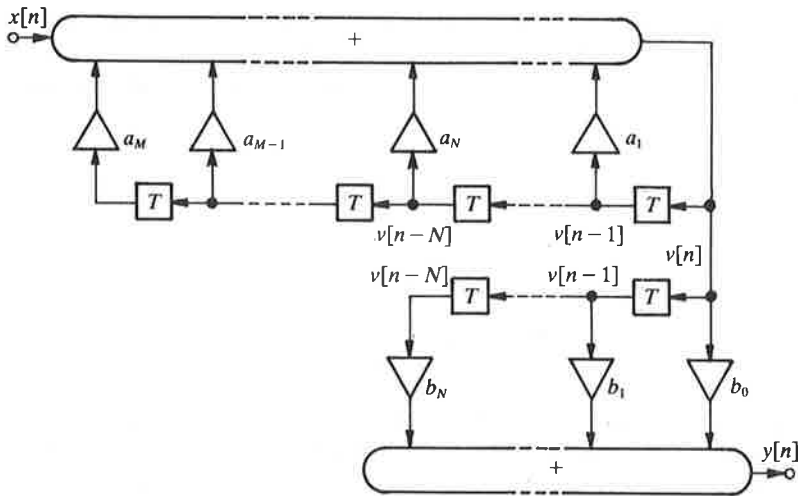 x[n]
+
a_M
a_{M-1}
a_N
a_1
T
T
T
T
v[n−N]
v[n−1]
v[n]
v[n−N]
v[n−1]
T
T
b_N
b_1
b_0
+
y[n]